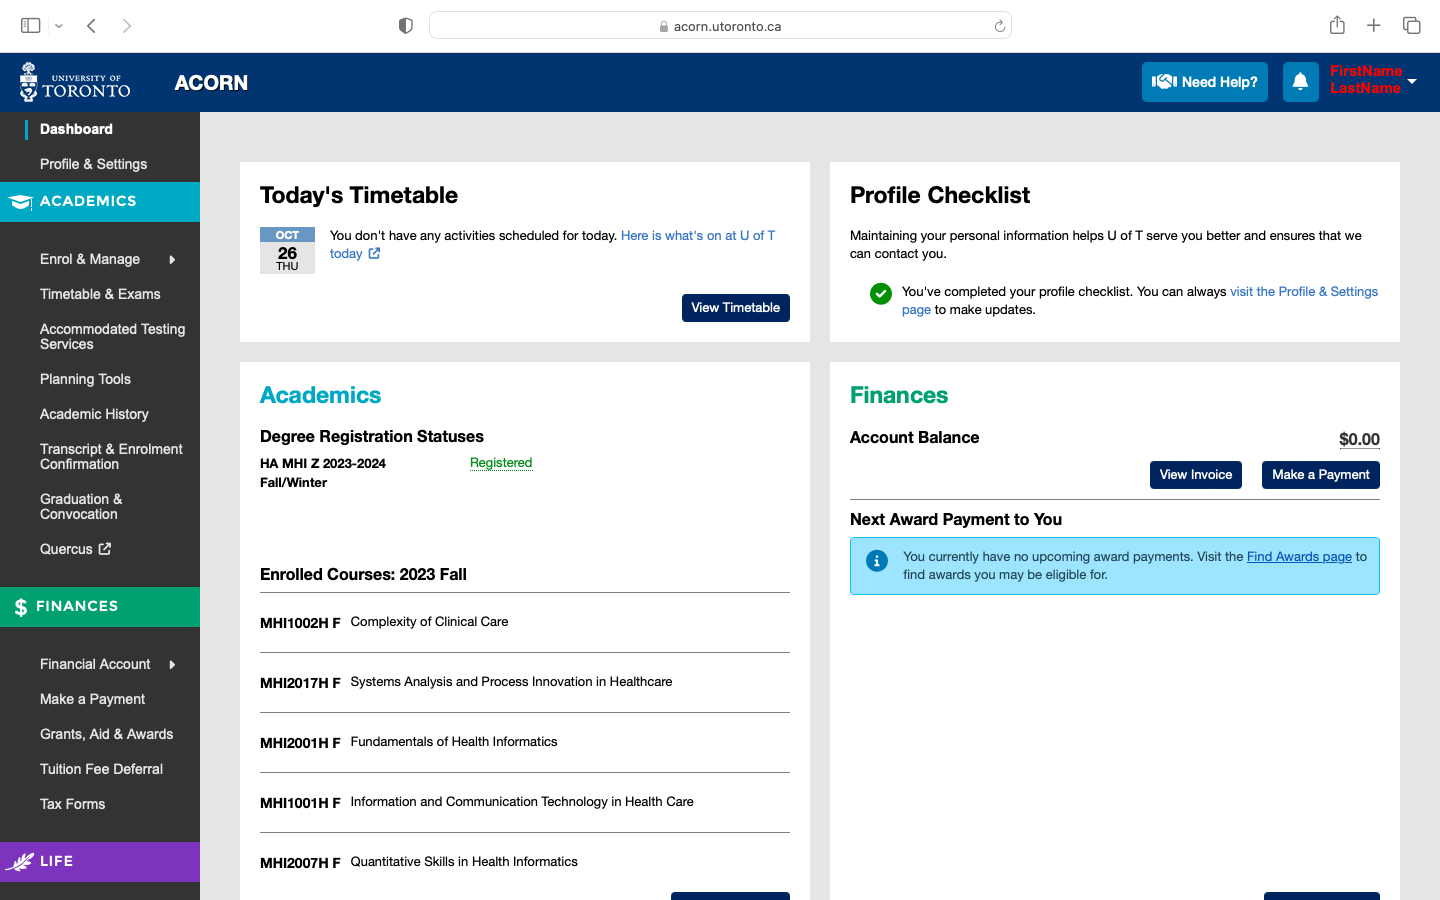 acorn.utoronto.ca
UNIVERSITY OF
TORONTO
ACORN
Need Help?
FirstName
LastName
Dashboard
Profile & Settings
ACADEMICS
Enrol & Manage
Timetable & Exams
Accommodated Testing
Services
Planning Tools
Academic History
Transcript & Enrolment
Confirmation
Graduation &
Convocation
Quercus
$ FINANCES
Financial Account
Make a Payment
Grants, Aid & Awards
Tuition Fee Deferral
Tax Forms
LIFE
Today's Timetable
OCT
26
THU
You don't have any activities scheduled for today. Here is what's on at U of T
today
View Timetable
Profile Checklist
Maintaining your personal information helps U of T serve you better and ensures that we
can contact you.
You've completed your profile checklist. You can always visit the Profile & Settings
page to make updates.
Academics
Degree Registration Statuses
HA MHI Z 2023-2024 Registered
Fall/Winter
Enrolled Courses: 2023 Fall
MHI1002H F Complexity of Clinical Care
MHI2017H F Systems Analysis and Process Innovation in Healthcare
MHI2001H F Fundamentals of Health Informatics
MHI1001H F Information and Communication Technology in Health Care
MHI2007H F Quantitative Skills in Health Informatics
Finances
Account Balance $0.00
View Invoice Make a Payment
Next Award Payment to You
You currently have no upcoming award payments. Visit the Find Awards page to
find awards you may be eligible for.